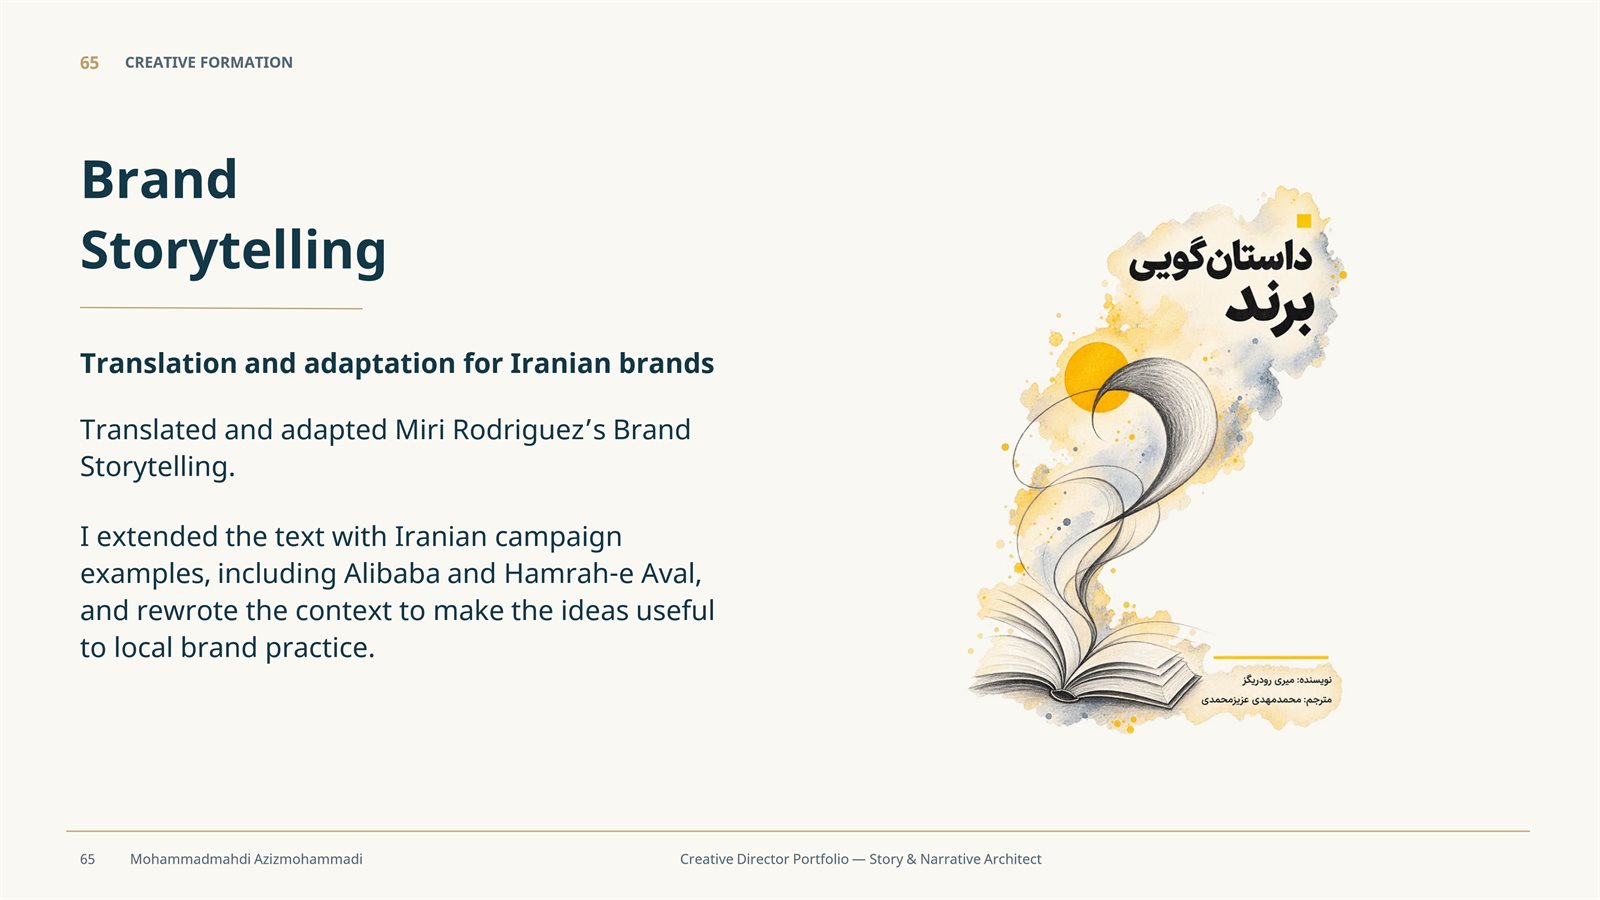 65 CREATIVE FORMATION
Brand
Storytelling
Translation and adaptation for Iranian brands
Translated and adapted Miri Rodriguez’s Brand
Storytelling.
I extended the text with Iranian campaign
examples, including Alibaba and Hamrah-e Aval,
and rewrote the context to make the ideas useful
to local brand practice.
داستان‌گویی
برند
نویسنده: میری رودریگز
مترجم: محمدمهدی عزیزمحمدی
65 Mohammadmahdi Azizmohammadi Creative Director Portfolio — Story & Narrative Architect